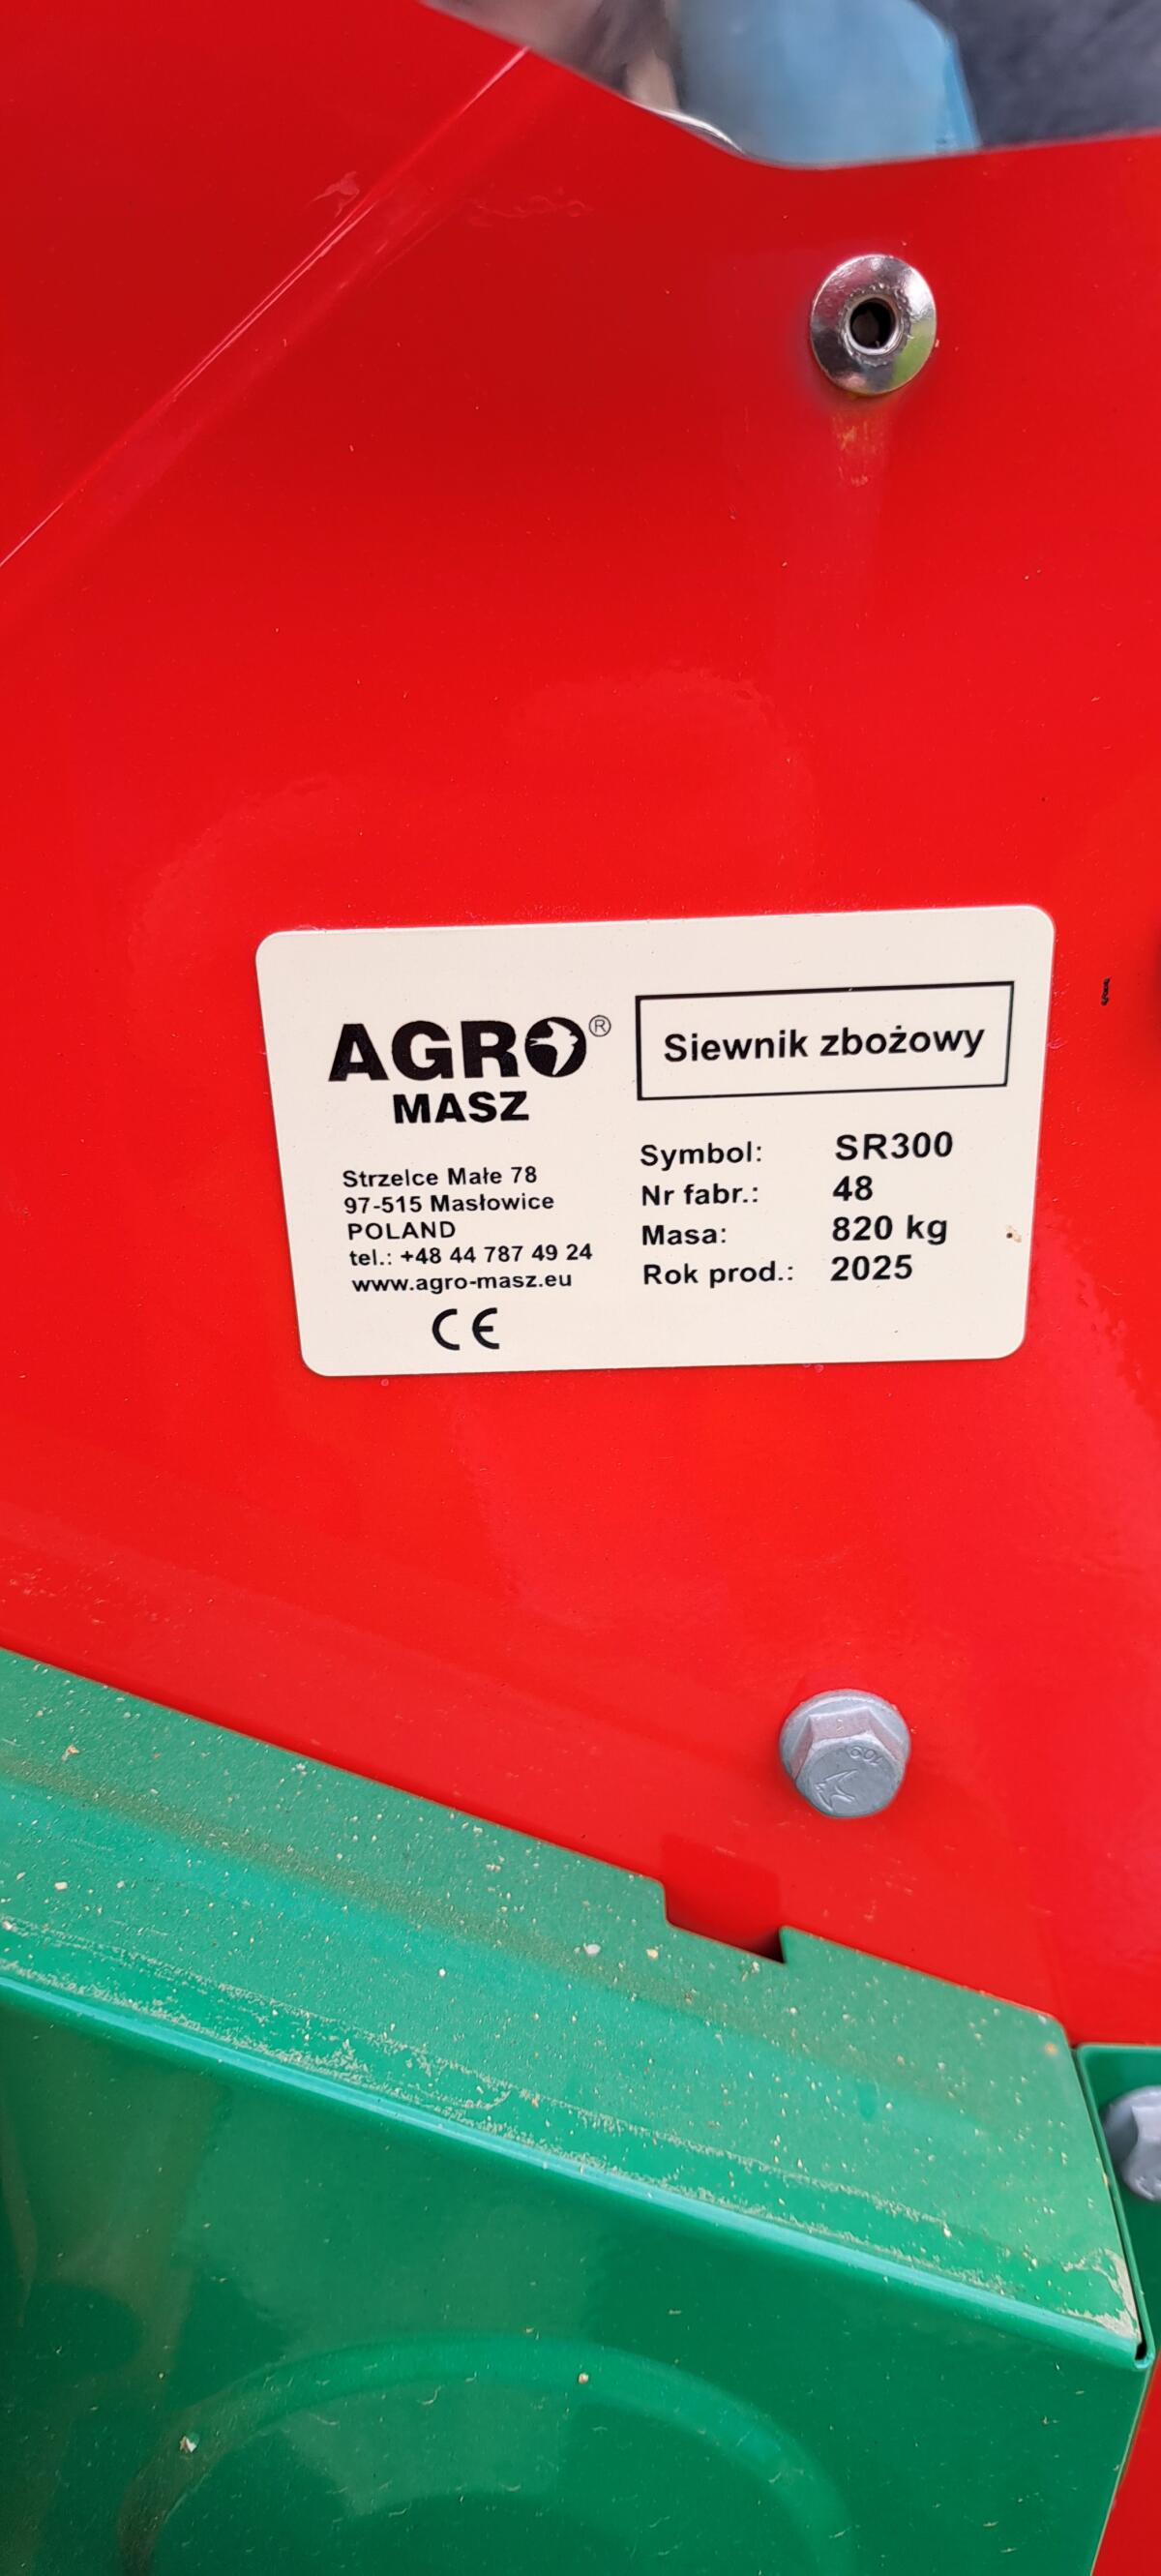 AGRO®
MASZ
Strzelce Małe 78
97-515 Masłowice
POLAND
tel.: +48 44 787 49 24
www.agro-masz.eu
CE
Siewnik zbożowy
Symbol: SR300
Nr fabr.: 48
Masa: 820 kg
Rok prod.: 2025